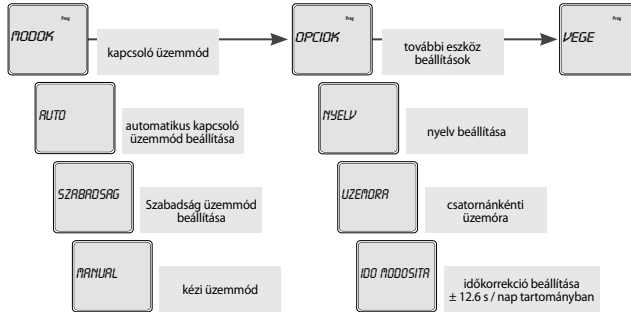 Prog
MODOK
kapcsoló üzemmód
Prog
OPCIOK
további eszköz
beállítások
Prog
VEGE
AUTO
automatikus kapcsoló
üzemmód beállítása
NYELV
nyelv beállítása
SZABADSAG
Szabadság üzemmód
beállítása
UZEMORA
csatornánkénti
üzemóra
MANUAL
kézi üzemmód
IDO MODOSITA
időkorrekció beállítása
± 12.6 s / nap tartományban